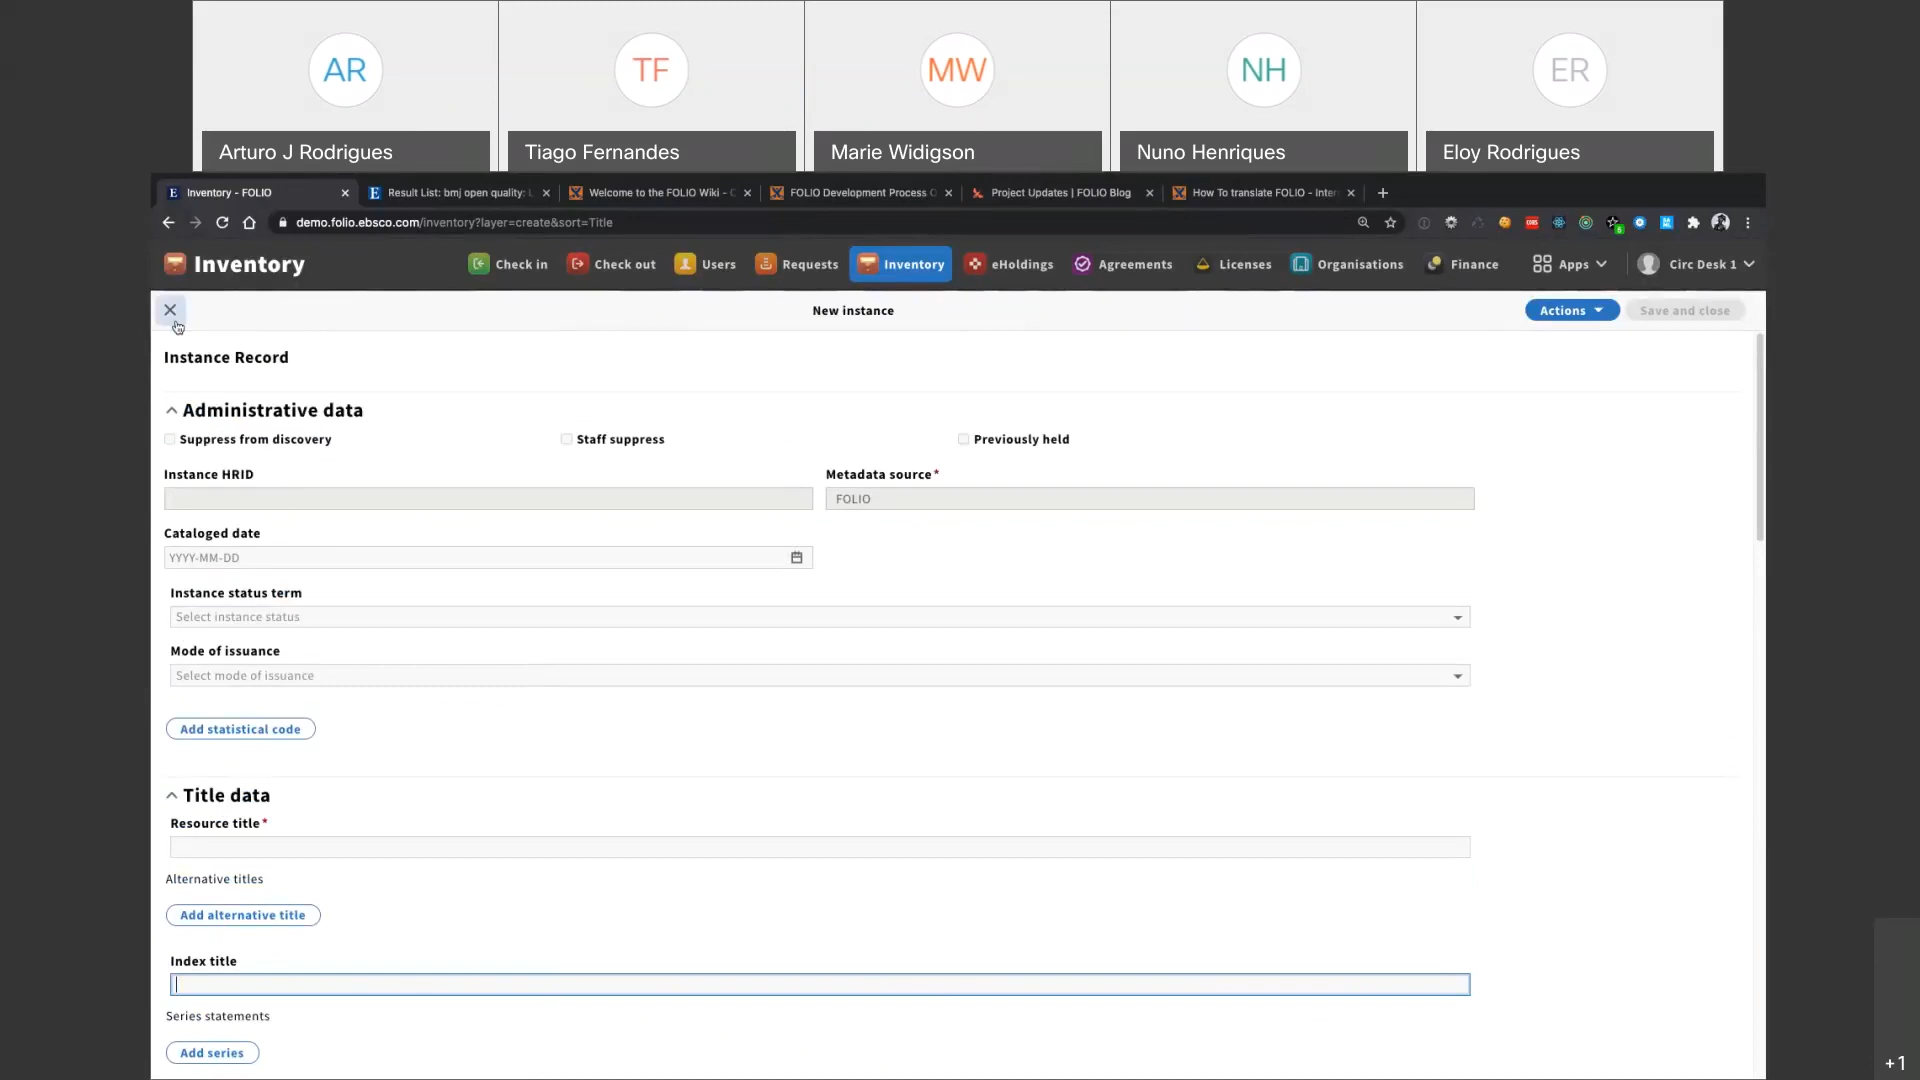 AR
TF
MW
NH
ER
Arturo J Rodrigues
Tiago Fernandes
Marie Widigson
Nuno Henriques
Eloy Rodrigues
Inventory - FOLIO
Result List: bmj open quality:
Welcome to the FOLIO Wiki -
FOLIO Development Process
Project Updates | FOLIO Blog
How To translate FOLIO - Inter
demo.folio.ebsco.com/inventory?layer=create&sort=Title
Inventory
Check in
Check out
Users
Requests
Inventory
eHoldings
Agreements
Licenses
Organisations
Finance
Apps
Circ Desk 1
New instance
Actions
Save and close
Instance Record
Administrative data
Suppress from discovery
Staff suppress
Previously held
Instance HRID
Metadata source*
FOLIO
Cataloged date
YYYY-MM-DD
Instance status term
Select instance status
Mode of issuance
Select mode of issuance
Add statistical code
Title data
Resource title*
Alternative titles
Add alternative title
Index title
Series statements
Add series
+1